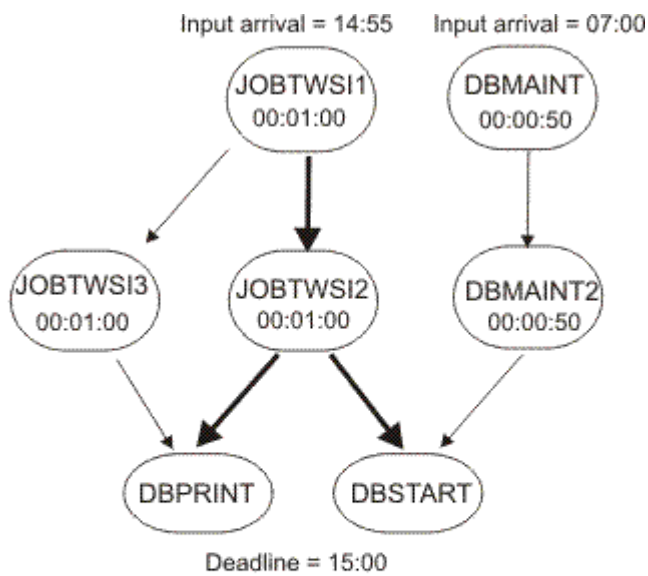 Input arrival = 14:55
Input arrival = 07:00
JOBTWSI1
00:01:00
DBMAINT
00:00:50
JOBTWSI3
00:01:00
JOBTWSI2
00:01:00
DBMAINT2
00:00:50
DBPRINT
DBSTART
Deadline = 15:00